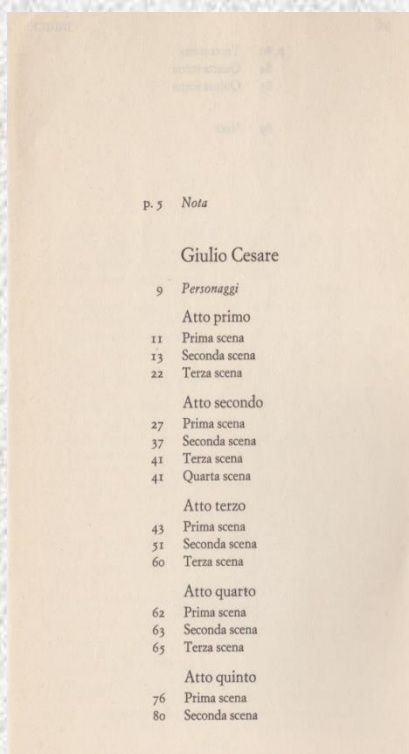 p. 5 Nota
Giulio Cesare
9 Personaggi
Atto primo
11 Prima scena
13 Seconda scena
22 Terza scena
Atto secondo
27 Prima scena
37 Seconda scena
41 Terza scena
41 Quarta scena
Atto terzo
43 Prima scena
51 Seconda scena
60 Terza scena
Atto quarto
62 Prima scena
63 Seconda scena
65 Terza scena
Atto quinto
76 Prima scena
80 Seconda scena